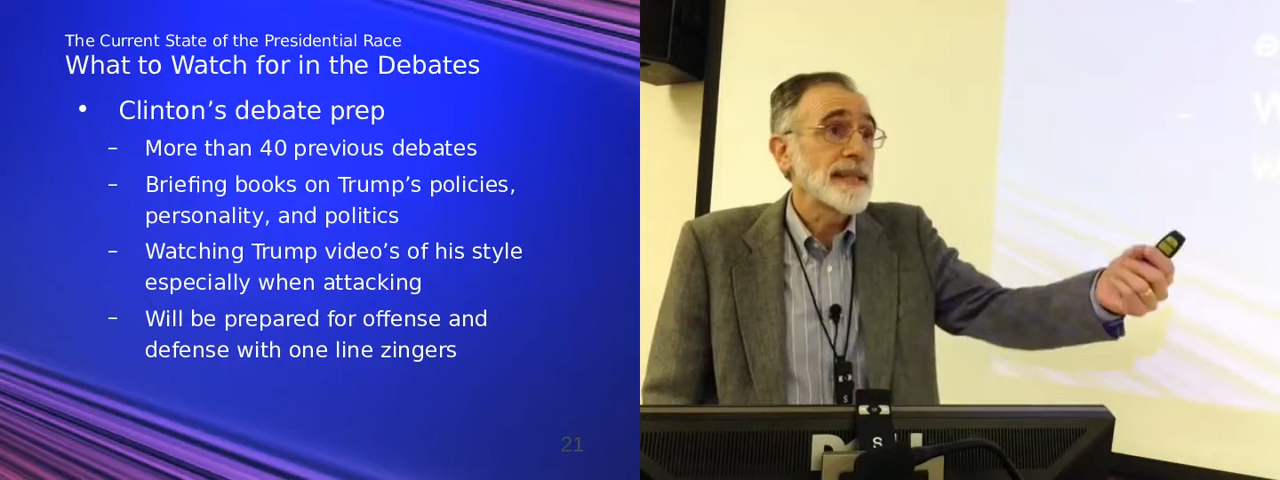 The Current State of the Presidential Race
What to Watch for in the Debates
• Clinton’s debate prep
– More than 40 previous debates
– Briefing books on Trump’s policies,
personality, and politics
– Watching Trump video’s of his style
especially when attacking
– Will be prepared for offense and
defense with one line zingers
21
S
S